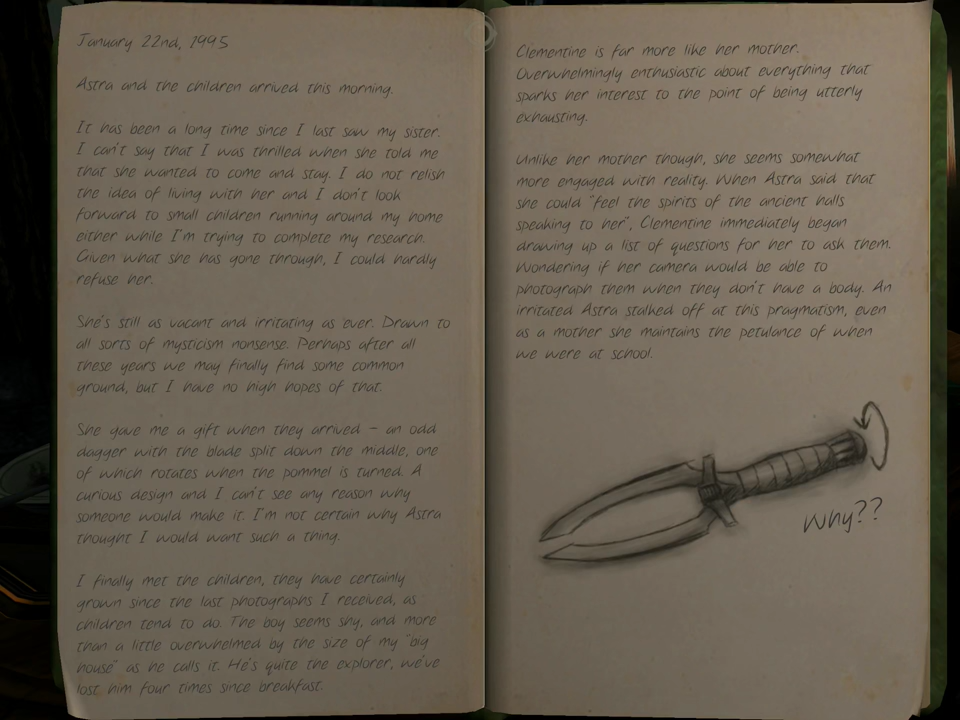 January 22nd, 1995
Astra and the children arrived this morning.
It has been a long time since I last saw my sister.
I can't say that I was thrilled when she told me
that she wanted to come and stay. I do not relish
the idea of living with her and I don't look
forward to small children running around my home
either while I'm trying to complete my research.
Given what she has gone through, I could hardly
refuse her.
She's still as vacant and irritating as ever. Drawn to
all sorts of mysticism nonsense. Perhaps after all
these years we may finally find some common
ground, but I have no high hopes of that.
She gave me a gift when they arrived – an odd
dagger with the blade split down the middle, one
of which rotates when the pommel is turned. A
curious design and I can't see any reason why
someone would make it. I'm not certain why Astra
thought I would want such a thing.
I finally met the children, they have certainly
grown since the last photographs I received, as
children tend to do. The boy seems shy, and more
than a little overwhelmed by the size of my "big
house" as he calls it. He's quite the explorer, we've
lost him four times since breakfast.
Clementine is far more like her mother.
Overwhelmingly enthusiastic about everything that
sparks her interest to the point of being utterly
exhausting.
Unlike her mother though, she seems somewhat
more engaged with reality. When Astra said that
she could "feel the spirits of the ancient halls
speaking to her", Clementine immediately began
drawing up a list of questions for her to ask them.
Wondering if her camera would be able to
photograph them when they don't have a body. An
irritated Astra stalked off at this pragmatism, even
as a mother she maintains the petulance of when
we were at school.
Why??